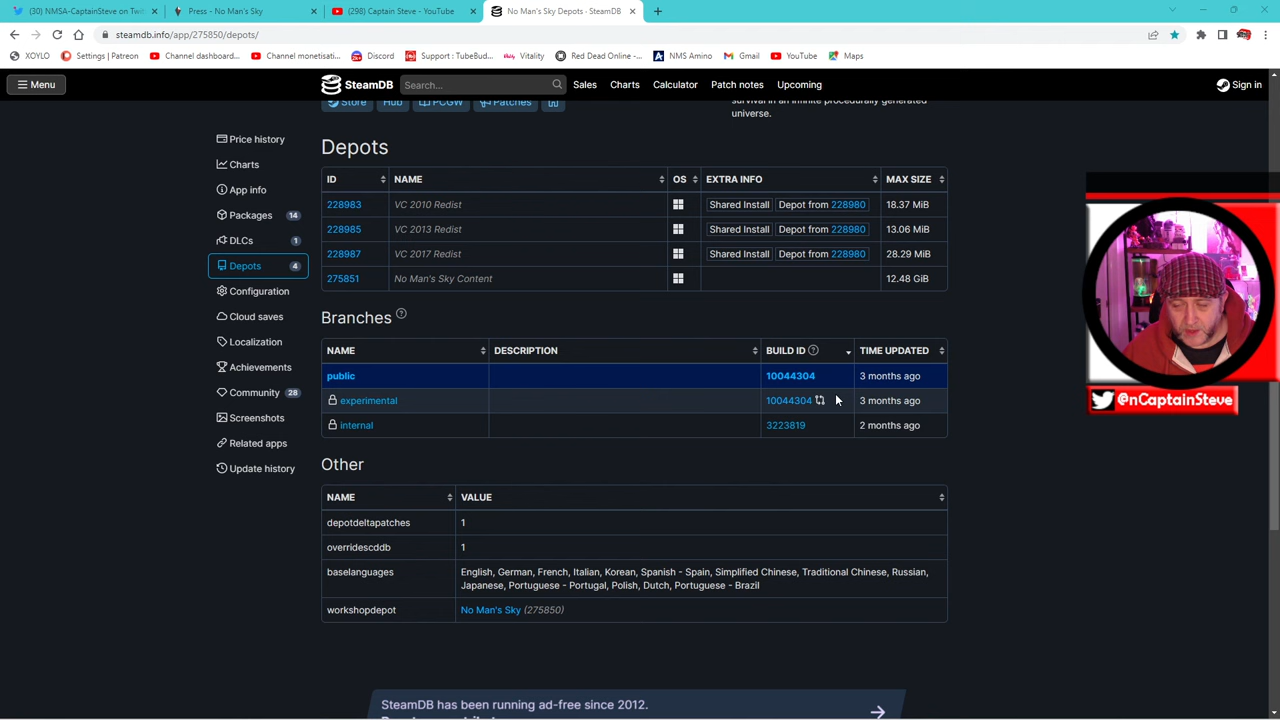 (30) NMSA-CaptainSteve on Twi
Press - No Man's Sky
(298) Captain Steve - YouTube
No Man's Sky Depots · SteamDB
steamdb.info/app/275850/depots/
XOYLO
Settings | Patreon
Channel dashboard...
Channel monetisati...
Discord
Support : TubeBud...
Vitality
Red Dead Online -...
NMS Amino
Gmail
YouTube
Maps
Menu
SteamDB
Search...
Sales
Charts
Calculator
Patch notes
Upcoming
Sign in
Store
Hub
PCGW
Patches
survival in an infinite procedurally generated
universe.
Price history
Charts
App info
Packages 14
DLCs 1
Depots 4
Configuration
Cloud saves
Localization
Achievements
Community 28
Screenshots
Related apps
Update history
Depots
ID NAME OS EXTRA INFO MAX SIZE
228983 VC 2010 Redist Shared Install Depot from 228980 18.37 MiB
228985 VC 2013 Redist Shared Install Depot from 228980 13.06 MiB
228987 VC 2017 Redist Shared Install Depot from 228980 28.29 MiB
275851 No Man's Sky Content 12.48 GiB
Branches
NAME DESCRIPTION BUILD ID TIME UPDATED
public 10044304 3 months ago
experimental 10044304 3 months ago
internal 3223819 2 months ago
Other
NAME VALUE
depotdeltapatches 1
overridescddb 1
baselanguages English, German, French, Italian, Korean, Spanish - Spain, Simplified Chinese, Traditional Chinese, Russian,
Japanese, Portuguese - Portugal, Polish, Dutch, Portuguese - Brazil
workshopdepot No Man's Sky (275850)
SteamDB has been running ad-free since 2012.
@nCaptainSteve